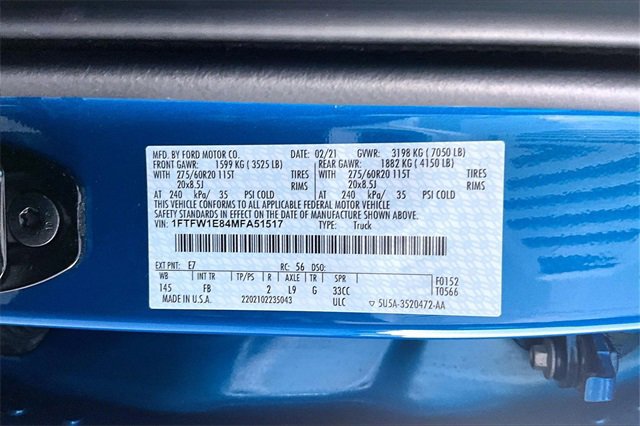 MFD. BY FORD MOTOR CO. DATE: 02/21 GVWR: 3198 KG ( 7050 LB)
FRONT GAWR: 1599 KG ( 3525 LB) REAR GAWR: 1882 KG ( 4150 LB)
WITH 275/60R20 115T TIRES WITH 275/60R20 115T TIRES
20x8.5J RIMS 20x8.5J RIMS
AT 240 kPa/ 35 PSI COLD AT 240 kPa/ 35 PSI COLD
THIS VEHICLE CONFORMS TO ALL APPLICABLE FEDERAL MOTOR VEHICLE
SAFETY STANDARDS IN EFFECT ON THE DATE OF MANUFACTURE SHOWN ABOVE.
VIN: 1FTFW1E84MFA51517 TYPE: Truck
EXT PNT: E7 RC: 56 DSO:
WB INT TR TP/PS R AXLE TR SPR
145 FB 2 L9 G 33CC
MADE IN U.S.A. 2202102235043 ULC
F0152
T0566
5U5A-3520472-AA